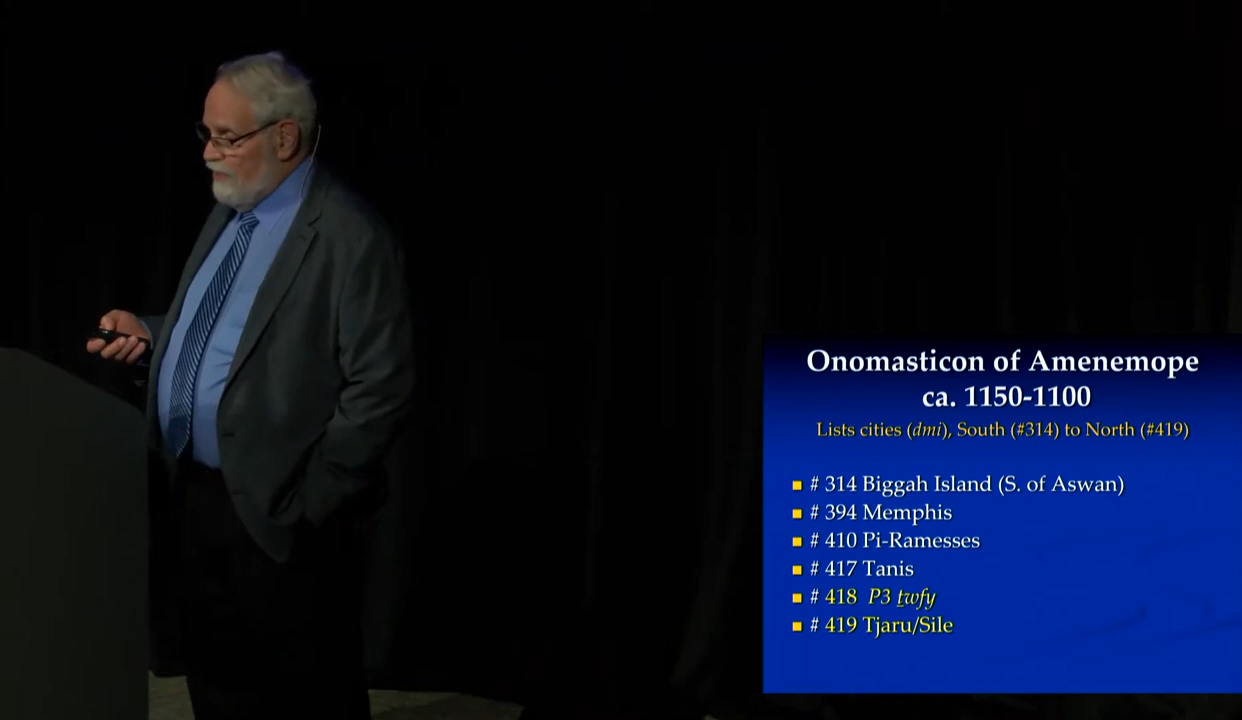 Onomasticon of Amenemope
ca. 1150-1100
Lists cities (dmi), South (#314) to North (#419)
# 314 Biggah Island (S. of Aswan)
# 394 Memphis
# 410 Pi-Ramesses
# 417 Tanis
# 418 P3 ṯwfy
# 419 Tjaru/Sile